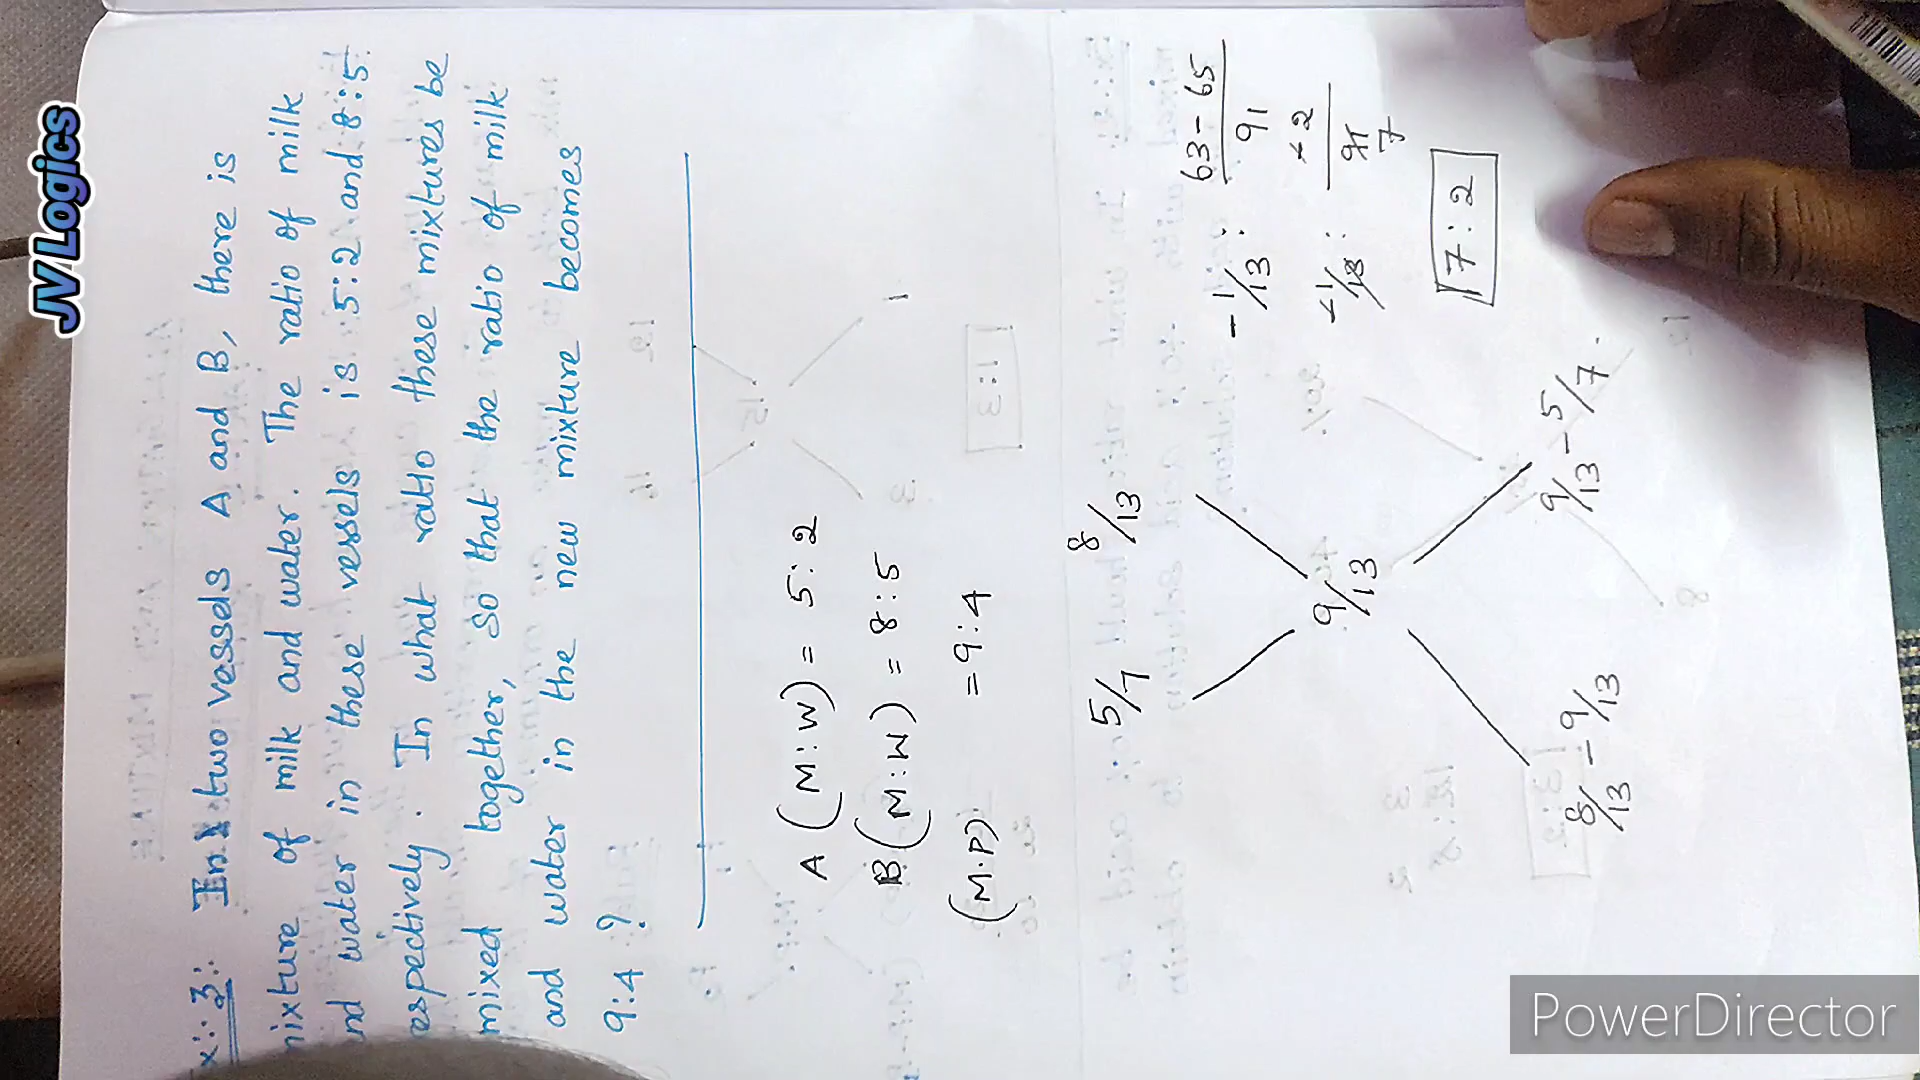 JV Logics
x:-3:- In two vessels A and B, there is
mixture of milk and water. The ratio of milk
nd water in these vessels is 5:2 and 8:5
espectively. In what ratio these mixtures be
mixed together, so that the ratio of milk
and water in the new mixture becomes
9:4 ?
A (M:W) = 5:2
B (M:W) = 8:5
(M.P) = 9:4
5/7 8/13
9/13
8/13 - 9/13 9/13 - 5/7
-1/13 : 63-65/91
-1/13 : -2/91 7
7:2
PowerDirector